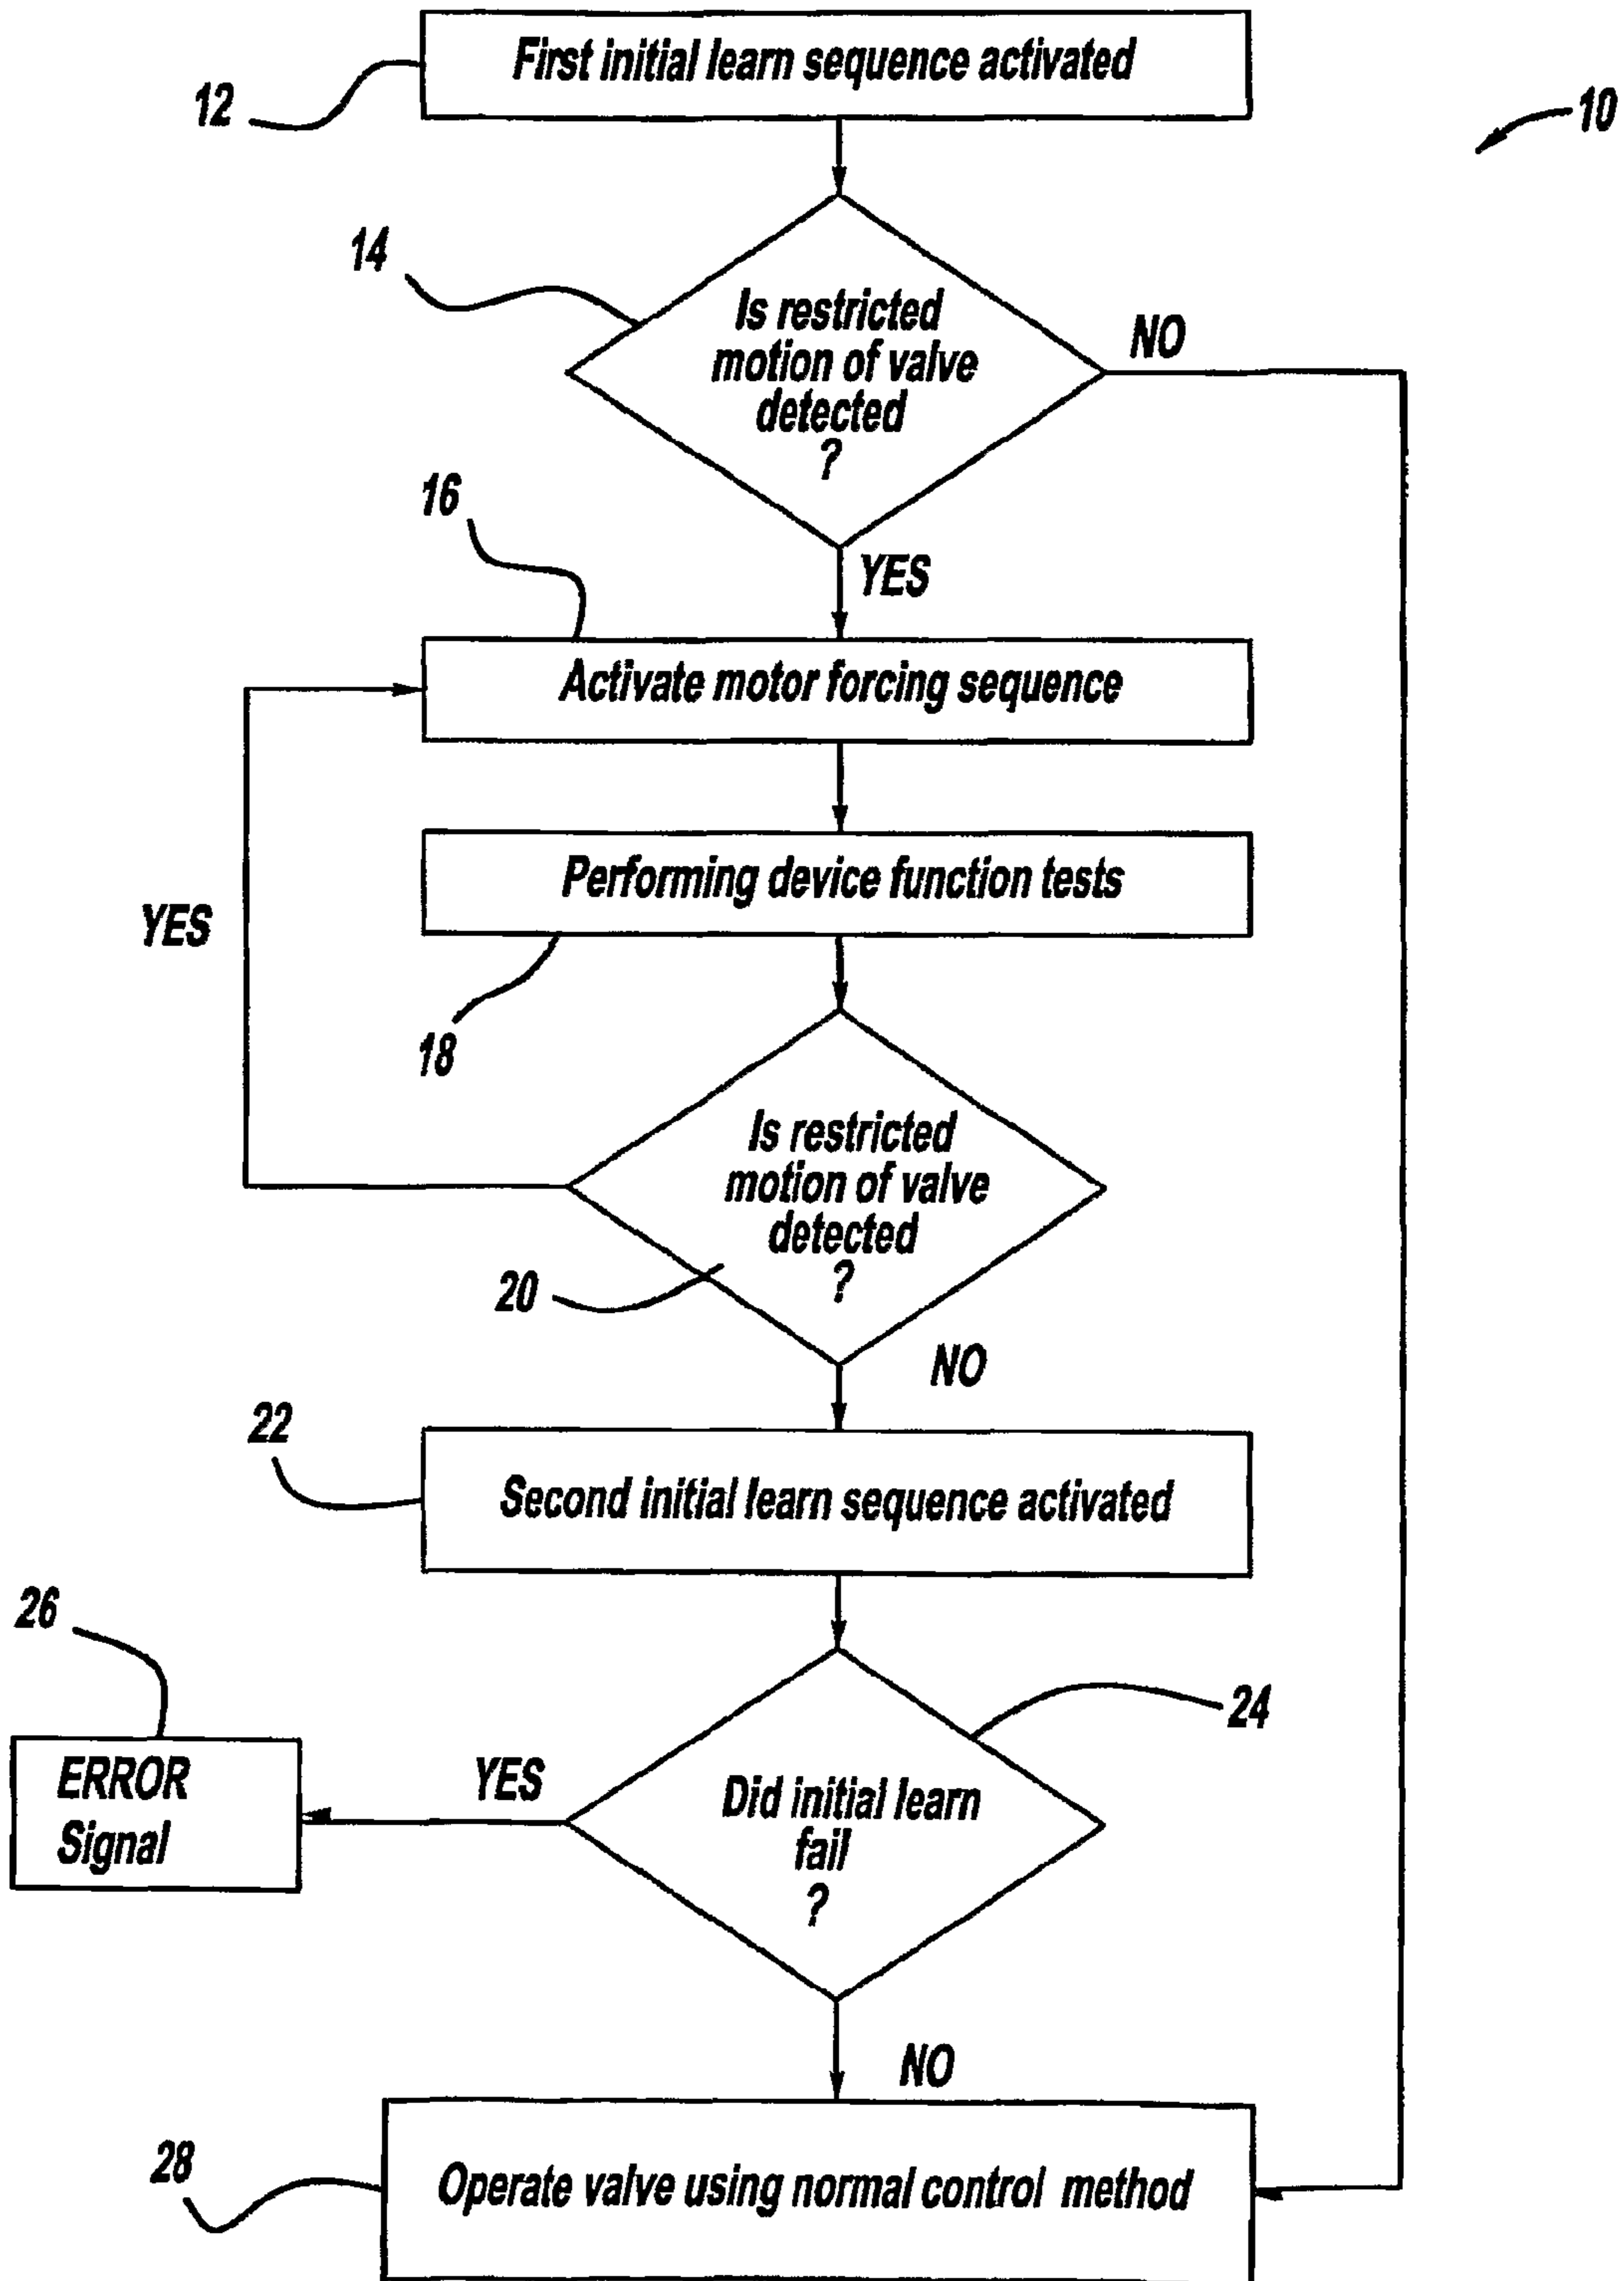 First initial learn sequence activated
12
10
14
Is restricted
motion of valve
detected
?
NO
YES
16
Activate motor forcing sequence
Performing device function tests
YES
18
Is restricted
motion of valve
detected
?
20
NO
22
Second initial learn sequence activated
26
24
ERROR
Signal
YES
Did initial learn
fail
?
NO
28
Operate valve using normal control method